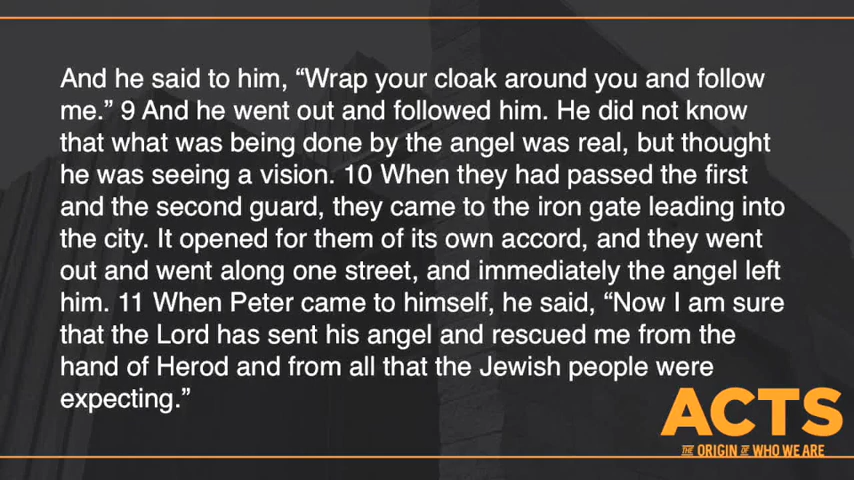 And he said to him, “Wrap your cloak around you and follow
me.” 9 And he went out and followed him. He did not know
that what was being done by the angel was real, but thought
he was seeing a vision. 10 When they had passed the first
and the second guard, they came to the iron gate leading into
the city. It opened for them of its own accord, and they went
out and went along one street, and immediately the angel left
him. 11 When Peter came to himself, he said, “Now I am sure
that the Lord has sent his angel and rescued me from the
hand of Herod and from all that the Jewish people were
expecting.”
ACTS
THE ORIGIN OF WHO WE ARE